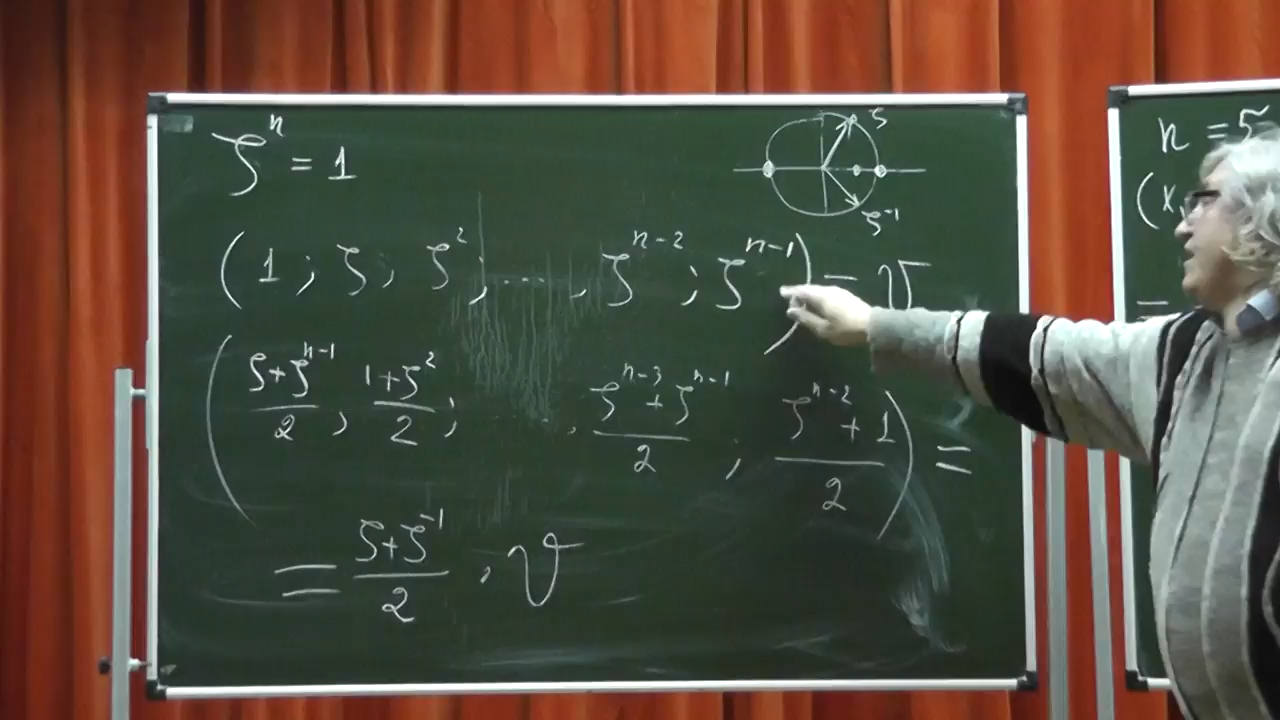 ζⁿ = 1
ζ
ζ⁻¹
(1; ζ; ζ²; ..., ζⁿ⁻²; ζⁿ⁻¹) = v
((ζ+ζⁿ⁻¹)/2, (1+ζ²)/2; ..., (ζⁿ⁻³+ζⁿ⁻¹)/2; (ζⁿ⁻²+1)/2) =
= (ζ+ζ⁻¹)/2 · v
n = 5
(x,